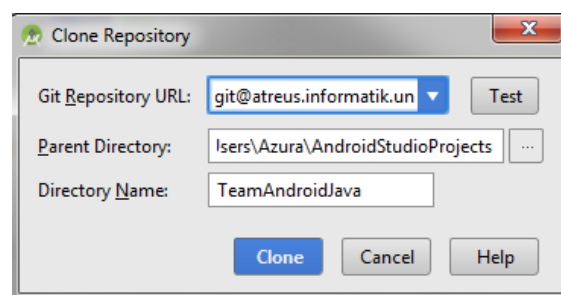 Clone Repository
Git Repository URL: git@atreus.informatik.un Test
Parent Directory: Isers\Azura\AndroidStudioProjects ...
Directory Name: TeamAndroidJava
Clone Cancel Help